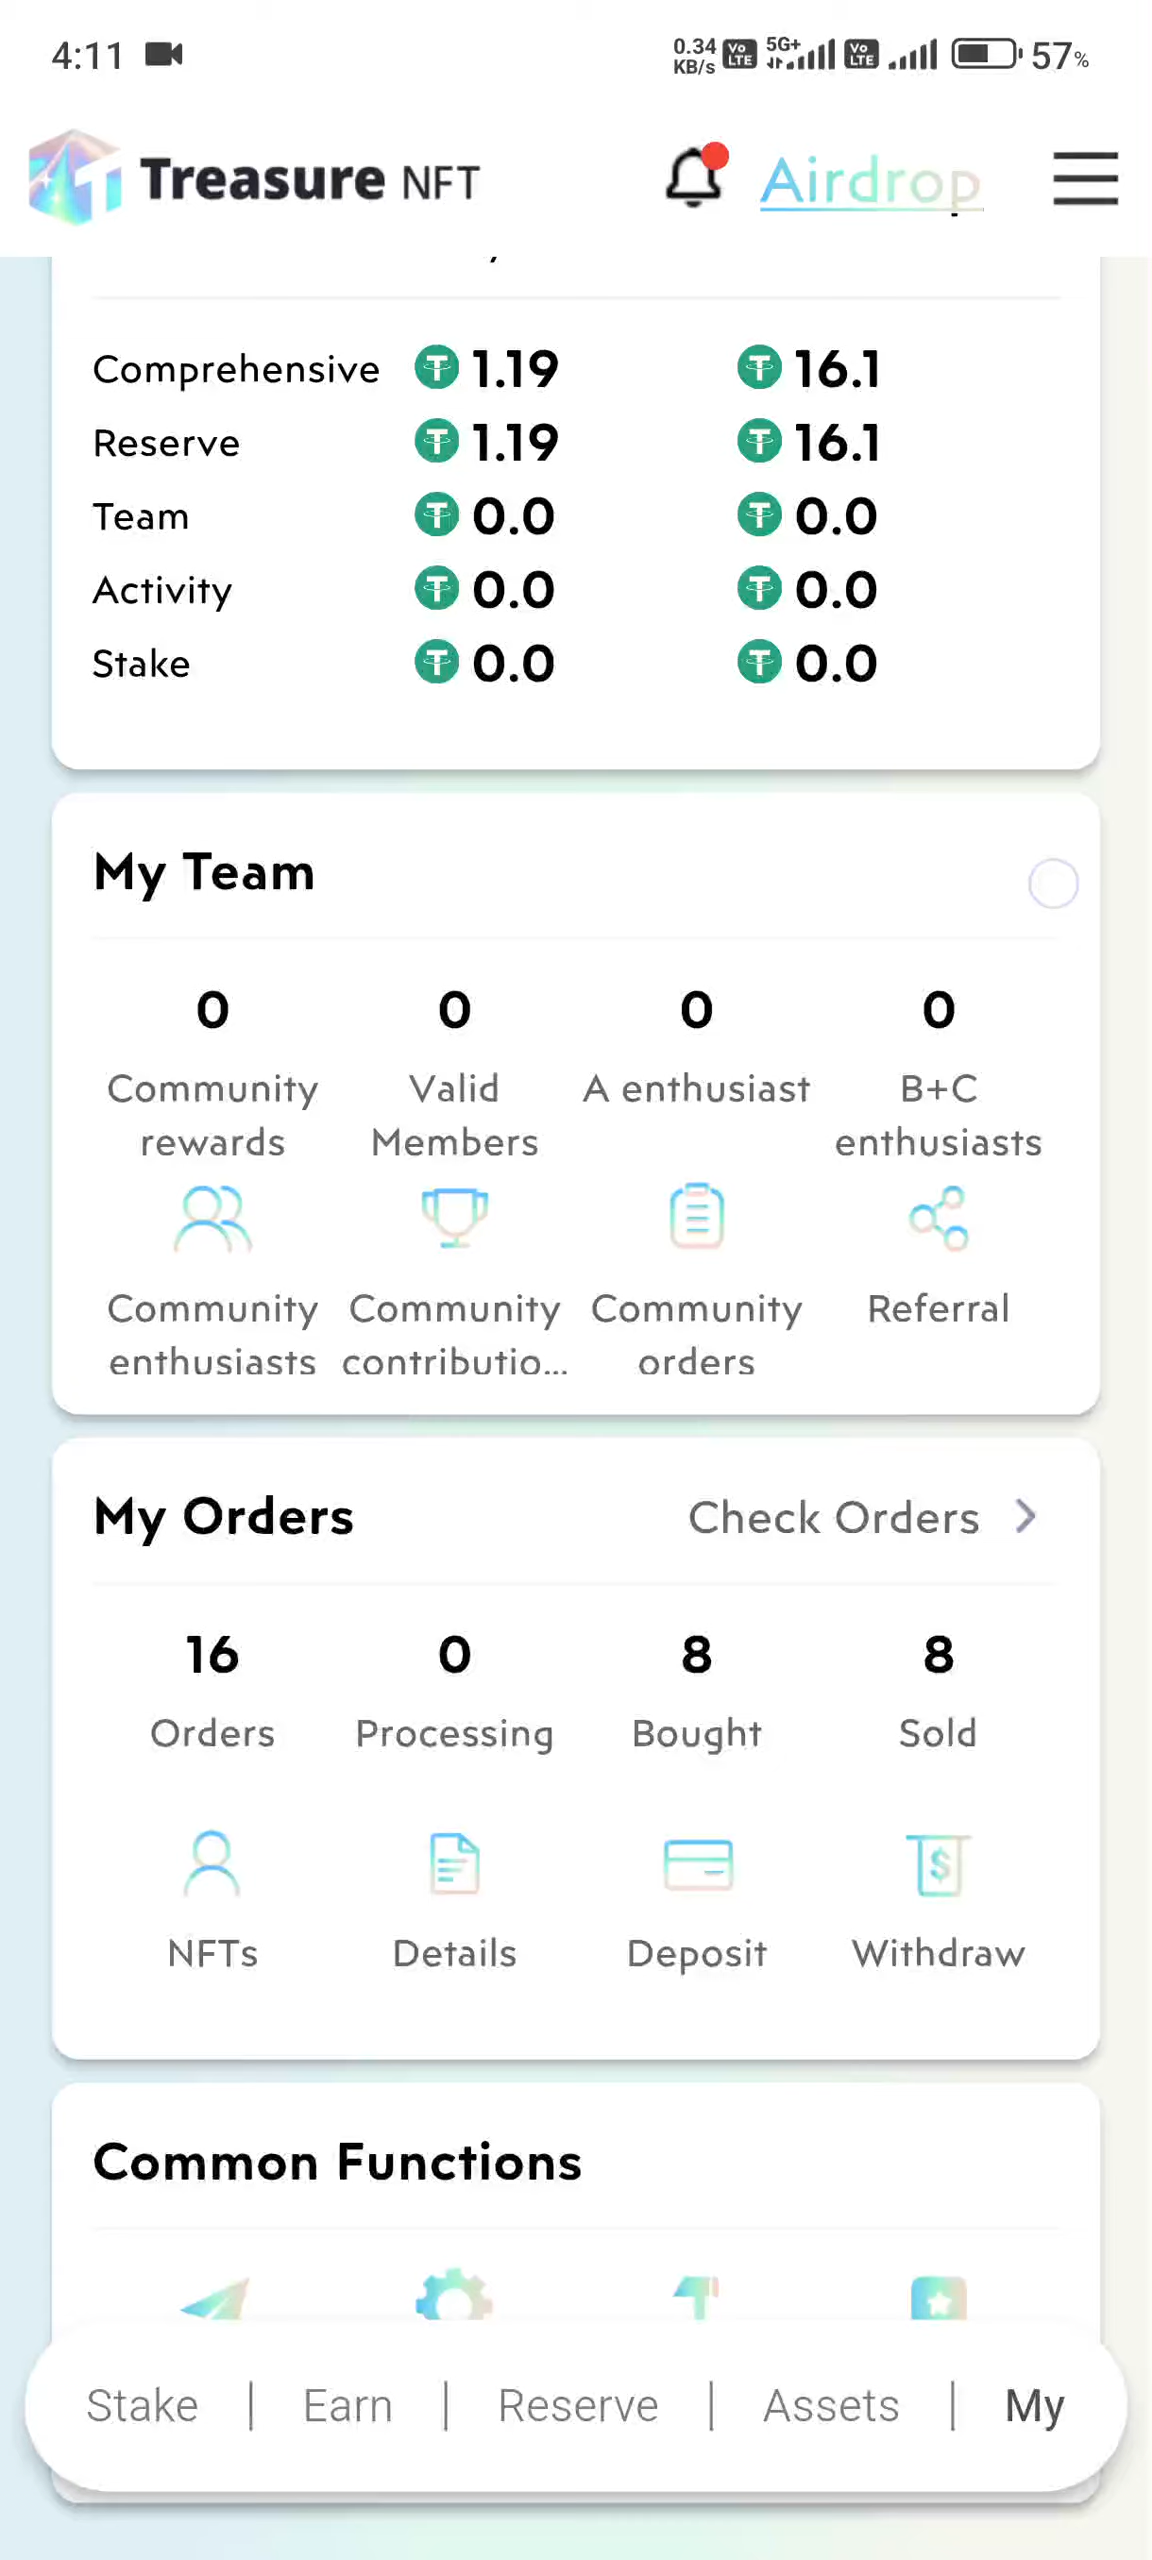 4:11 0.34 KB/s Vo LTE 5G+ Vo LTE 57%
Treasure NFT Airdrop
Comprehensive 1.19 16.1
Reserve 1.19 16.1
Team 0.0 0.0
Activity 0.0 0.0
Stake 0.0 0.0
My Team
0 0 0 0
Community rewards Valid Members A enthusiast B+C enthusiasts
Community enthusiasts Community contributio... Community orders Referral
My Orders Check Orders
16 0 8 8
Orders Processing Bought Sold
NFTs Details Deposit Withdraw
Common Functions
Stake | Earn | Reserve | Assets | My